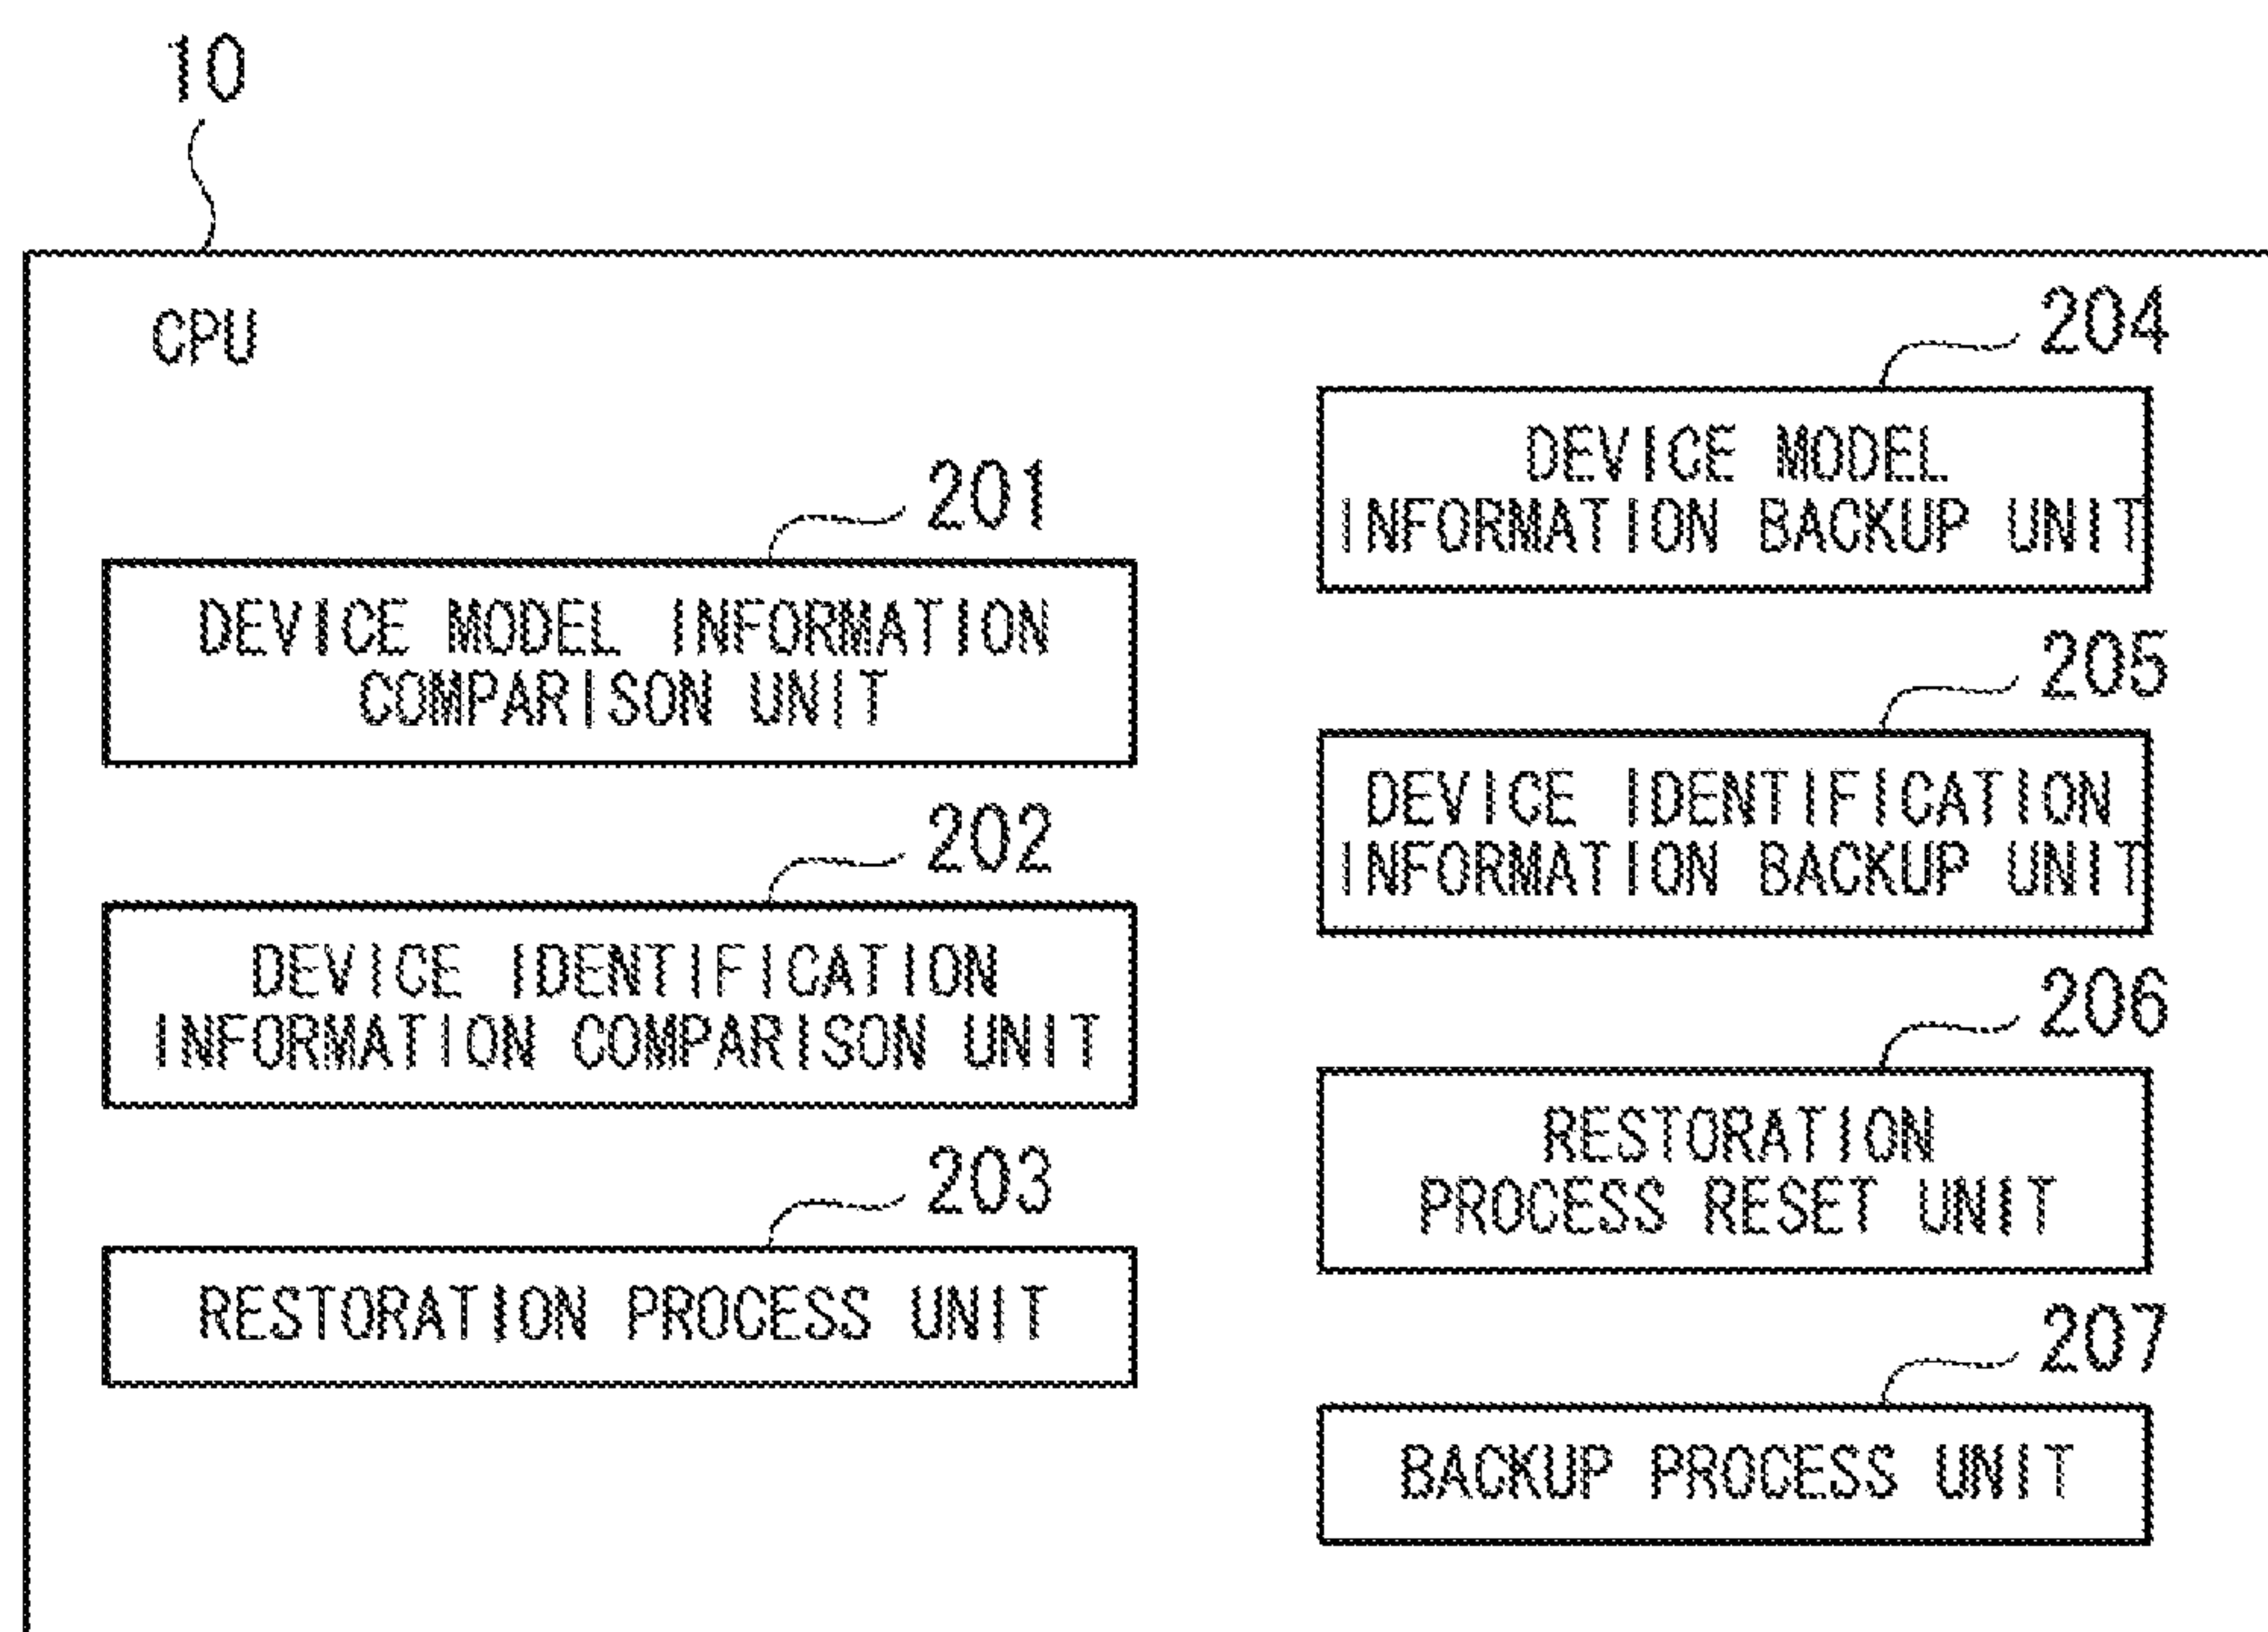 10
CPU
201
DEVICE MODEL INFORMATION
COMPARISON UNIT
202
DEVICE IDENTIFICATION
INFORMATION COMPARISON UNIT
203
RESTORATION PROCESS UNIT
204
DEVICE MODEL
INFORMATION BACKUP UNIT
205
DEVICE IDENTIFICATION
INFORMATION BACKUP UNIT
206
RESTORATION
PROCESS RESET UNIT
207
BACKUP PROCESS UNIT